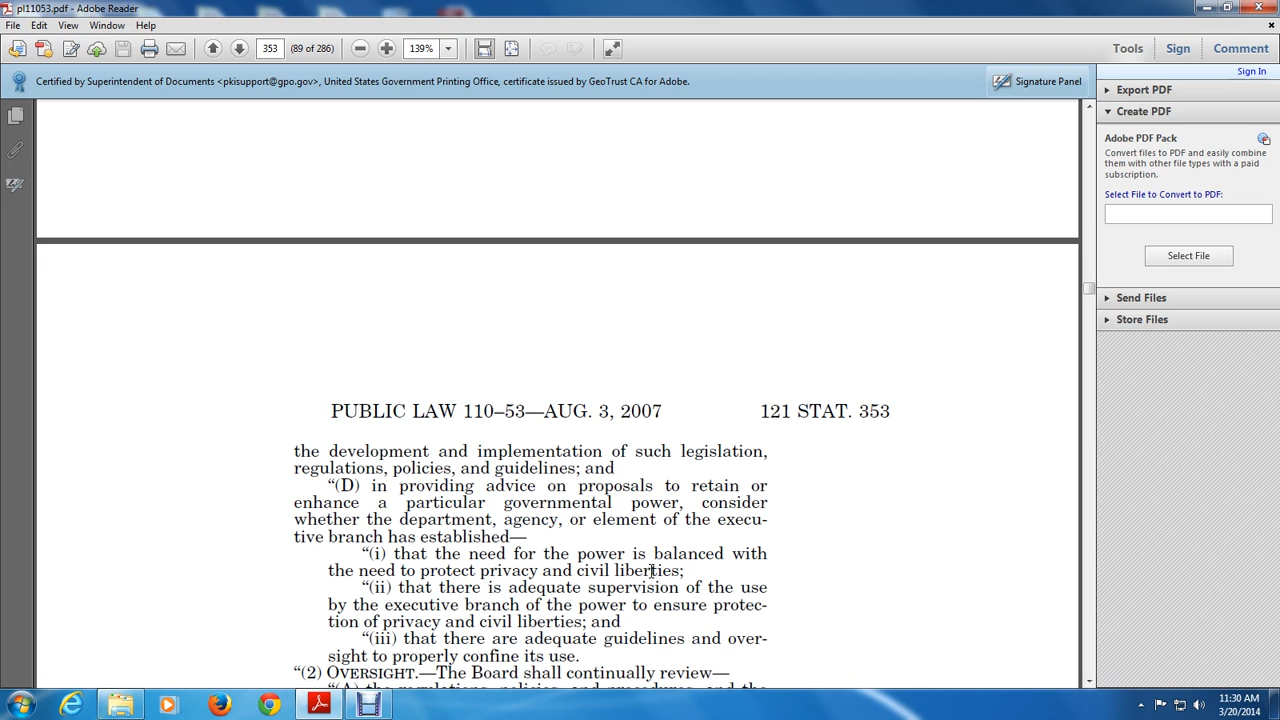 pl11053.pdf - Adobe Reader
File Edit View Window Help
353 (89 of 286) 139% Tools Sign Comment
Certified by Superintendent of Documents <pkisupport@gpo.gov>, United States Government Printing Office, certificate issued by GeoTrust CA for Adobe. Signature Panel
Sign In
Export PDF
Create PDF
Adobe PDF Pack
Convert files to PDF and easily combine
them with other file types with a paid
subscription.
Select File to Convert to PDF:
Select File
Send Files
Store Files
PUBLIC LAW 110–53—AUG. 3, 2007 121 STAT. 353
the development and implementation of such legislation,
regulations, policies, and guidelines; and
“(D) in providing advice on proposals to retain or
enhance a particular governmental power, consider
whether the department, agency, or element of the execu-
tive branch has established—
“(i) that the need for the power is balanced with
the need to protect privacy and civil liberties;
“(ii) that there is adequate supervision of the use
by the executive branch of the power to ensure protec-
tion of privacy and civil liberties; and
“(iii) that there are adequate guidelines and over-
sight to properly confine its use.
“(2) OVERSIGHT.—The Board shall continually review—
“(A) the regulations, policies, and procedures, and the
11:30 AM
3/20/2014